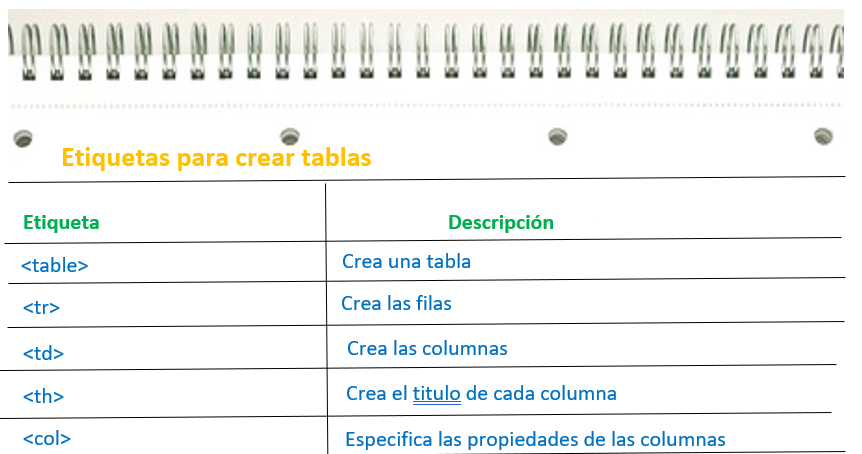 Etiquetas para crear tablas
Etiqueta Descripción
<table> Crea una tabla
<tr> Crea las filas
<td> Crea las columnas
<th> Crea el titulo de cada columna
<col> Especifica las propiedades de las columnas